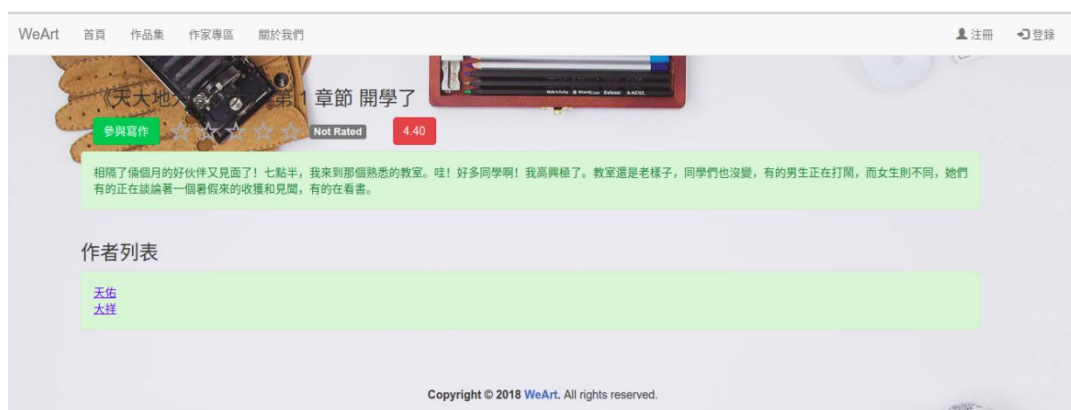 WeArt 首頁 作品集 作家專區 關於我們 注冊 登錄
《天大地 第 1 章節 開學了
參與寫作 Not Rated 4.40
相隔了倆個月的好伙伴又見面了！七點半，我來到那個熟悉的教室。哇！好多同學啊！我高興極了。教室還是老樣子，同學們也沒變，有的男生正在打鬧，而女生則不同，她們
有的正在談論著一個暑假來的收獲和見聞，有的在看書。
作者列表
天佑
大祥
Copyright © 2018 WeArt. All rights reserved.